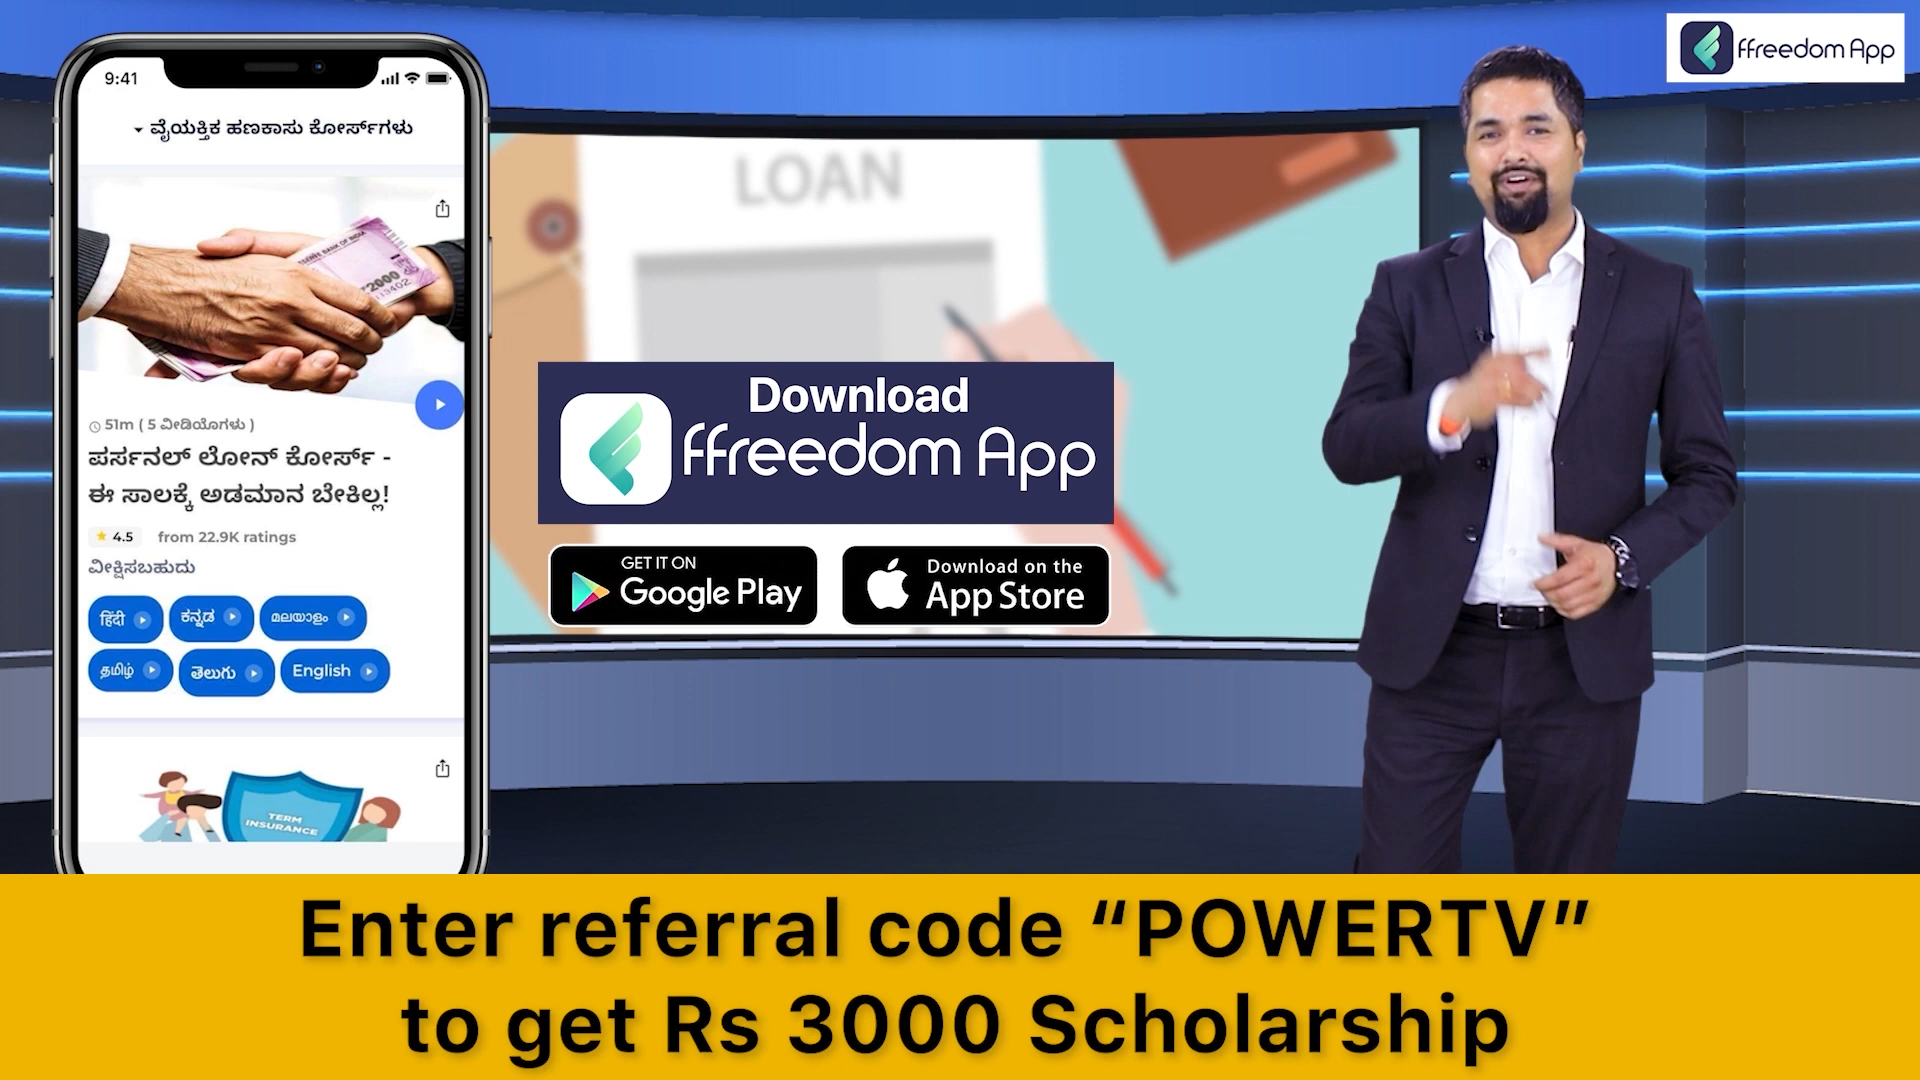 9:41
ವೈಯಕ್ತಿಕ ಹಣಕಾಸು ಕೋರ್ಸ್‌ಗಳು
2000
51m ( 5 ವೀಡಿಯೊಗಳು )
ಪರ್ಸನಲ್ ಲೋನ್ ಕೋರ್ಸ್ -
ಈ ಸಾಲಕ್ಕೆ ಅಡಮಾನ ಬೇಕಿಲ್ಲ!
4.5 from 22.9K ratings
ವೀಕ್ಷಿಸಬಹುದು
हिंदी ಕನ್ನಡ മലയാളം
தமிழ் తెలుగు English
TERM
INSURANCE
LOAN
Download
ffreedom App
GET IT ON
Google Play
Download on the
App Store
ffreedom App
Enter referral code “POWERTV”
to get Rs 3000 Scholarship